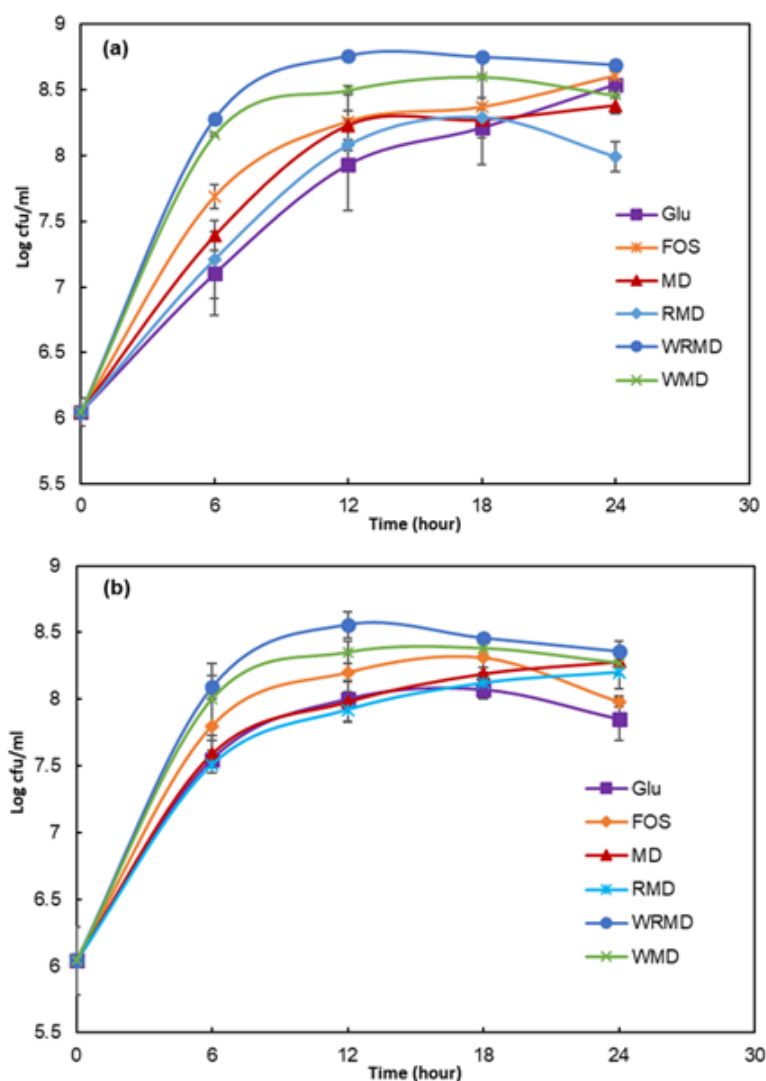 (a)
9
8.5
8
7.5
7
6.5
6
5.5
Log cfu/ml
0 6 12 18 24 30
Time (hour)
Glu
FOS
MD
RMD
WRMD
WMD
(b)
9
8.5
8
7.5
7
6.5
6
5.5
Log cfu/ml
0 6 12 18 24 30
Time (hour)
Glu
FOS
MD
RMD
WRMD
WMD